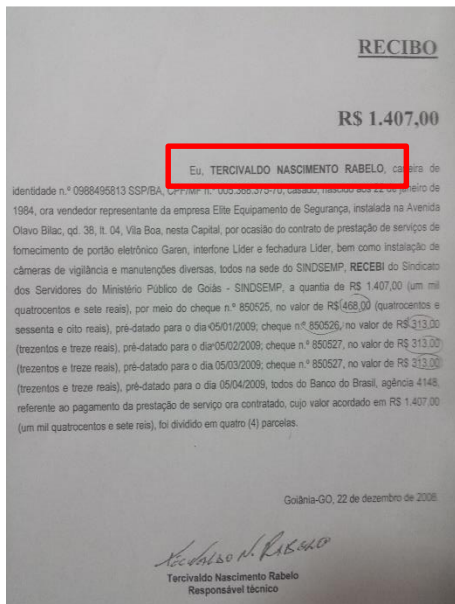 RECIBO
R$ 1.407,00
Eu, TERCIVALDO NASCIMENTO RABELO, carteira de
identidade n.º 0988495813 SSP/BA, CPF/MF n.º casado, nascido aos 22 de janeiro de
1984, ora vendedor representante da empresa Elite Equipamento de Segurança, instalada na Avenida
Olavo Bilac, qd. 38, lt. 04, Vila Boa, nesta Capital, por ocasião do contrato de prestação de serviços de
fornecimento de portão eletrônico Garen, interfone Líder e fechadura Líder, bem como instalação de
câmeras de vigilância e manutenções diversas, todos na sede do SINDSEMP, RECEBI do Sindicato
dos Servidores do Ministério Público de Goiás - SINDSEMP, a quantia de R$ 1.407,00 (um mil
quatrocentos e sete reais), por meio do cheque n.º 850525, no valor de R$ 468,00 (quatrocentos e
sessenta e oito reais), pré-datado para o dia 05/01/2009; cheque n.º 850526, no valor de R$ 313,00
(trezentos e treze reais), pré-datado para o dia 05/02/2009; cheque n.º 850527, no valor de R$ 313,00
(trezentos e treze reais), pré-datado para o dia 05/03/2009; cheque n.º 850527, no valor de R$ 313,00
(trezentos e treze reais), pré-datado para o dia 05/04/2009, todos do Banco do Brasil, agência 4148,
referente ao pagamento da prestação de serviço ora contratado, cujo valor acordado em R$ 1.407,00
(um mil quatrocentos e sete reais), foi dividido em quatro (4) parcelas.
Goiânia-GO, 22 de dezembro de 2008.
Tercivaldo N. Rabelo
Tercivaldo Nascimento Rabelo
Responsável técnico